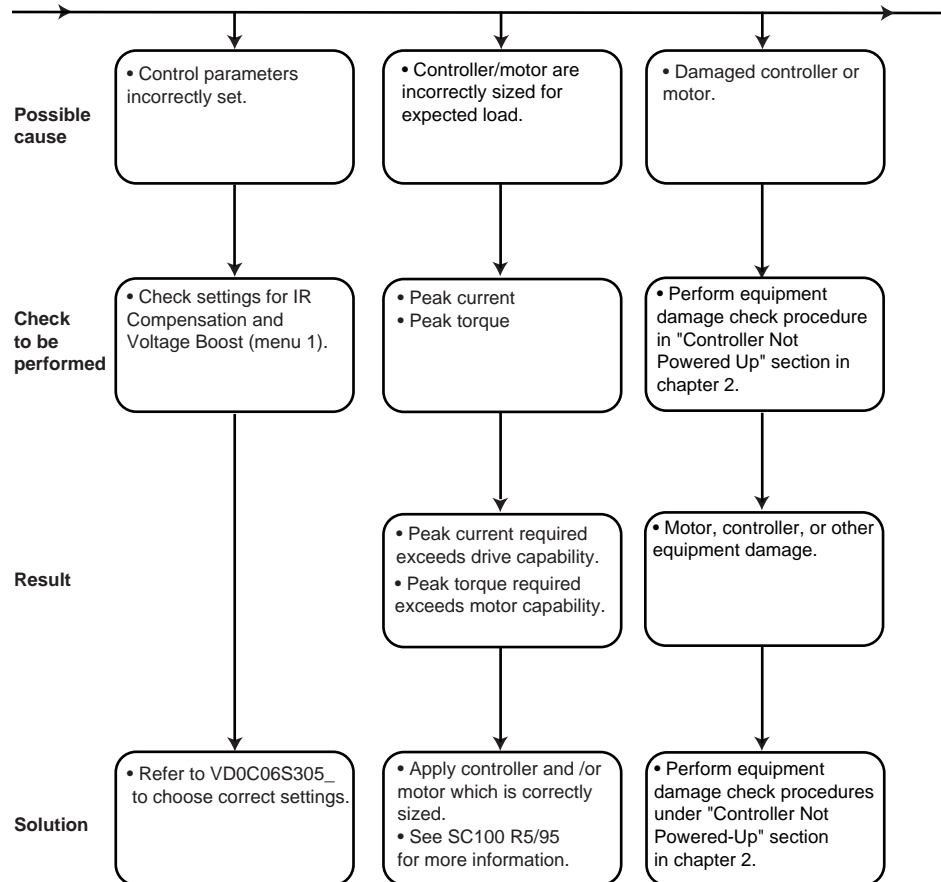 Possible
cause
• Control parameters
incorrectly set.
• Controller/motor are
incorrectly sized for
expected load.
• Damaged controller or
motor.
Check
to be
performed
• Check settings for IR
Compensation and
Voltage Boost (menu 1).
• Peak current
• Peak torque
• Perform equipment
damage check procedure
in "Controller Not
Powered Up" section in
chapter 2.
Result
• Peak current required
exceeds drive capability.
• Peak torque required
exceeds motor capability.
• Motor, controller, or other
equipment damage.
Solution
• Refer to VD0C06S305_
to choose correct settings.
• Apply controller and /or
motor which is correctly
sized.
• See SC100 R5/95
for more information.
• Perform equipment
damage check procedures
under "Controller Not
Powered-Up" section
in chapter 2.